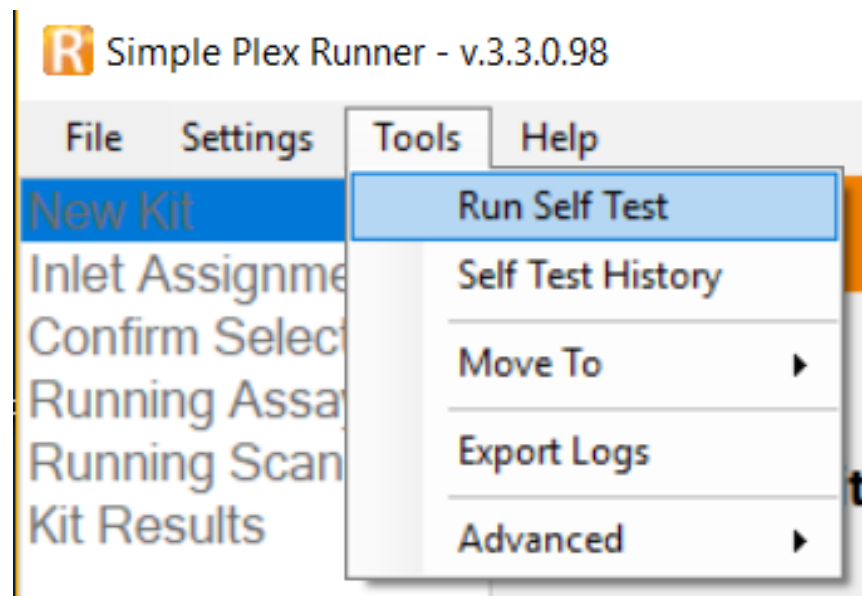 R Simple Plex Runner - v.3.3.0.98
File Settings Tools Help
New Kit
Run Self Test
Inlet Assignme
Self Test History
Confirm Select
Move To
Running Assay
Running Scan
Export Logs
Kit Results
Advanced